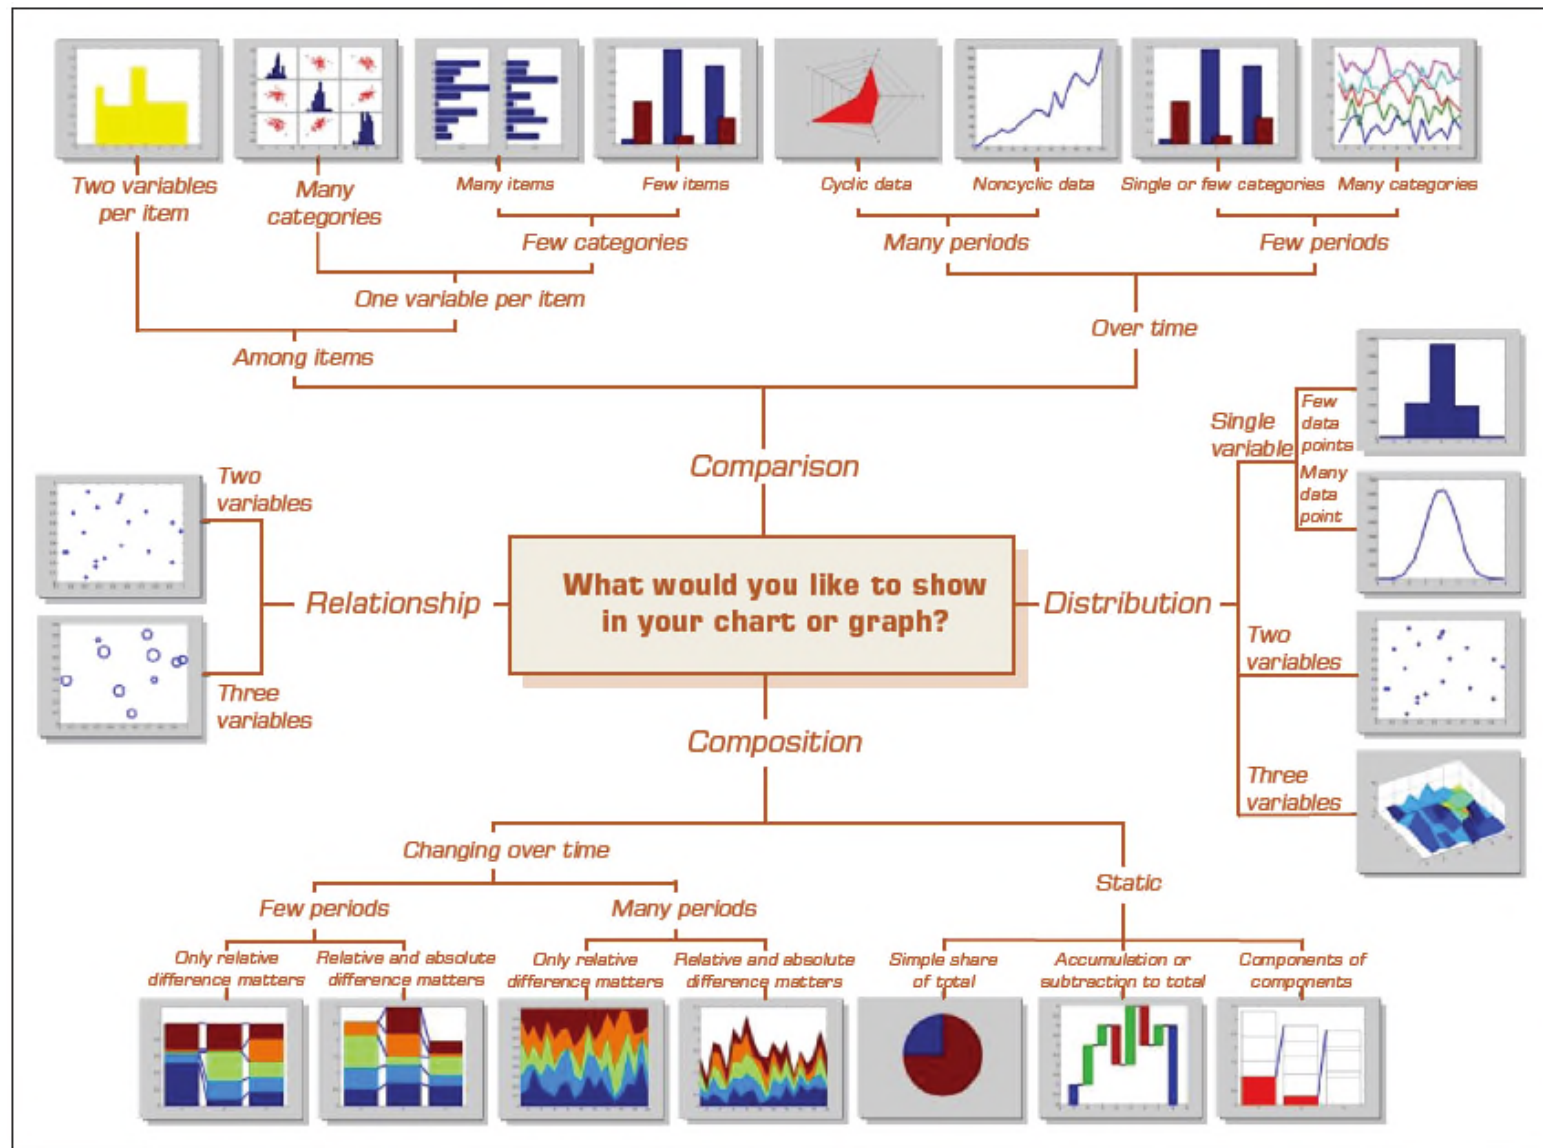 Two variables
per item
Many
categories
Many items
Few items
Cyclic data
Noncyclic data
Single or few categories
Many categories
Few categories
Many periods
Few periods
One variable per item
Over time
Among items
Comparison
Single
variable
Few
data
points
Many
data
point
Two
variables
Relationship
What would you like to show
in your chart or graph?
Distribution
Two
variables
Three
variables
Composition
Three
variables
Changing over time
Static
Few periods
Many periods
Only relative
difference matters
Relative and absolute
difference matters
Only relative
difference matters
Relative and absolute
difference matters
Simple share
of total
Accumulation or
subtraction to total
Components of
components